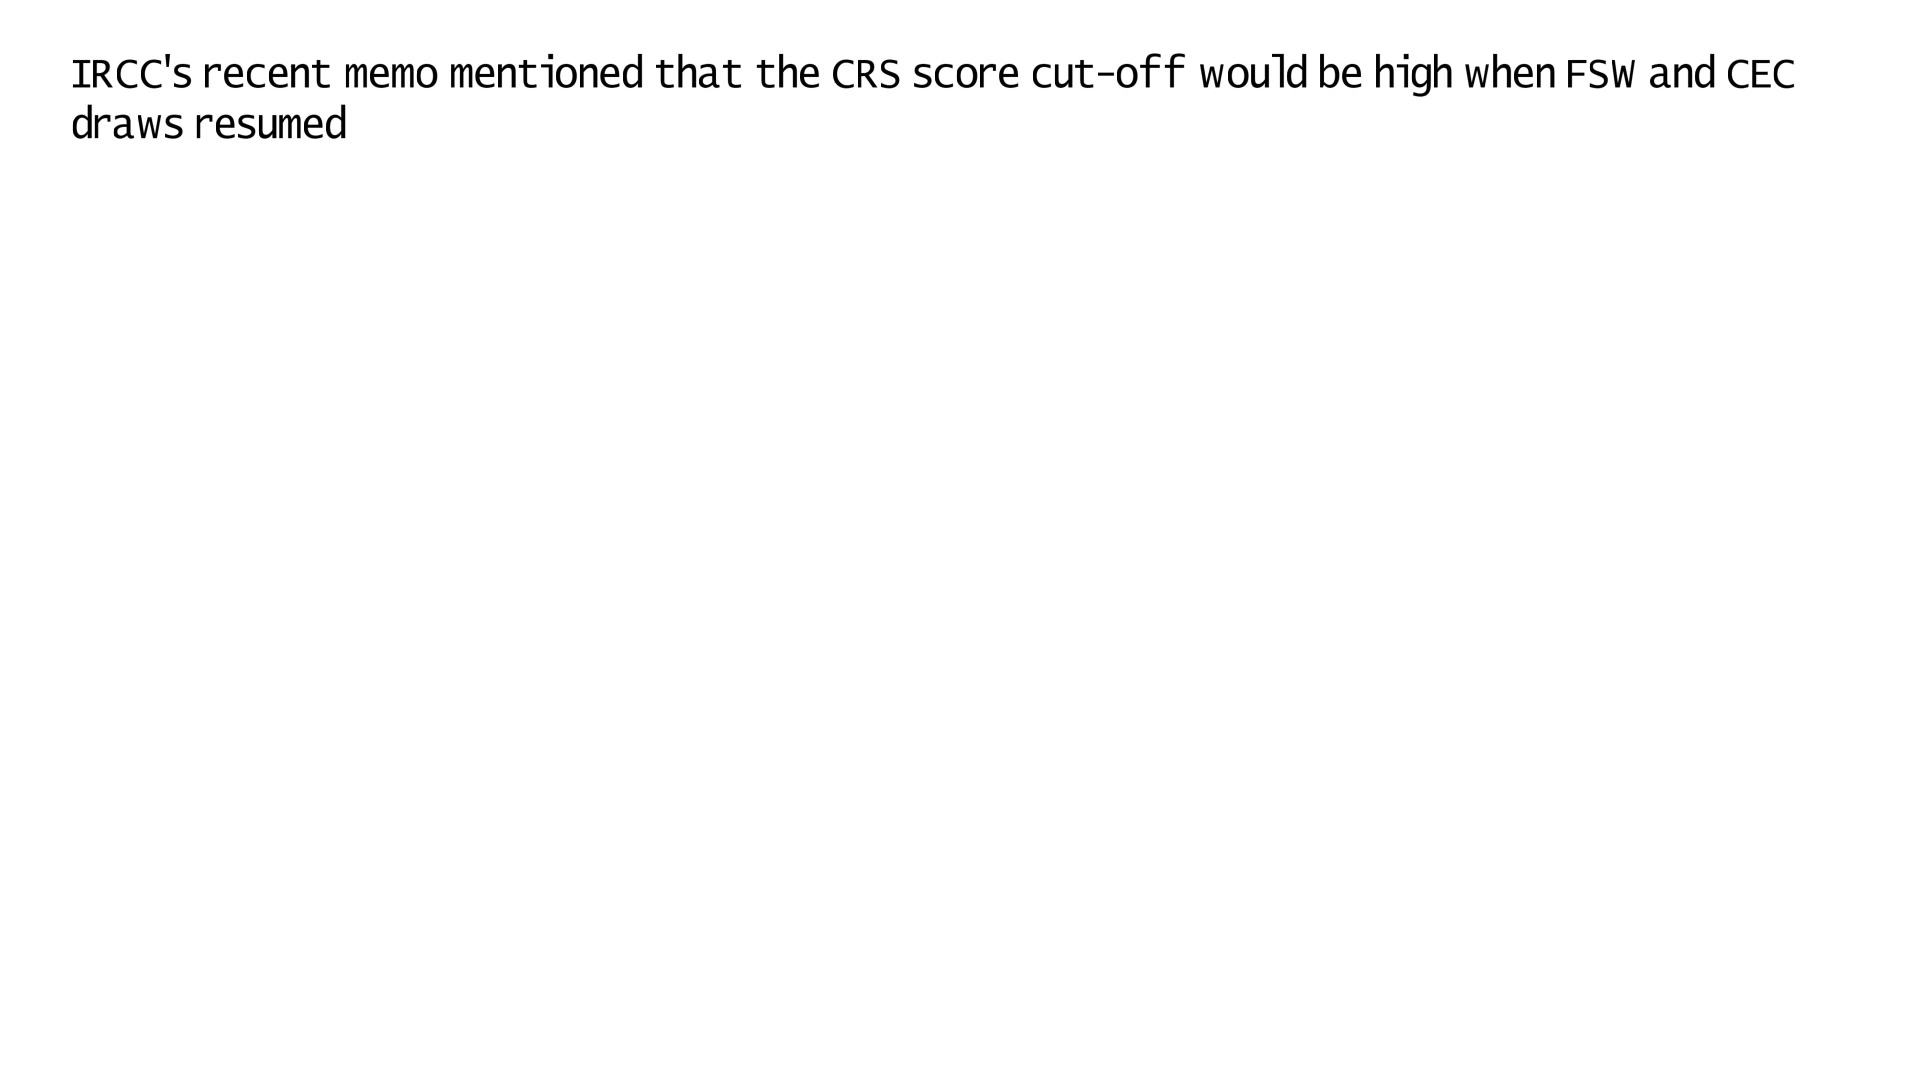 IRCC's recent memo mentioned that the CRS score cut-off would be high when FSW and CEC
draws resumed